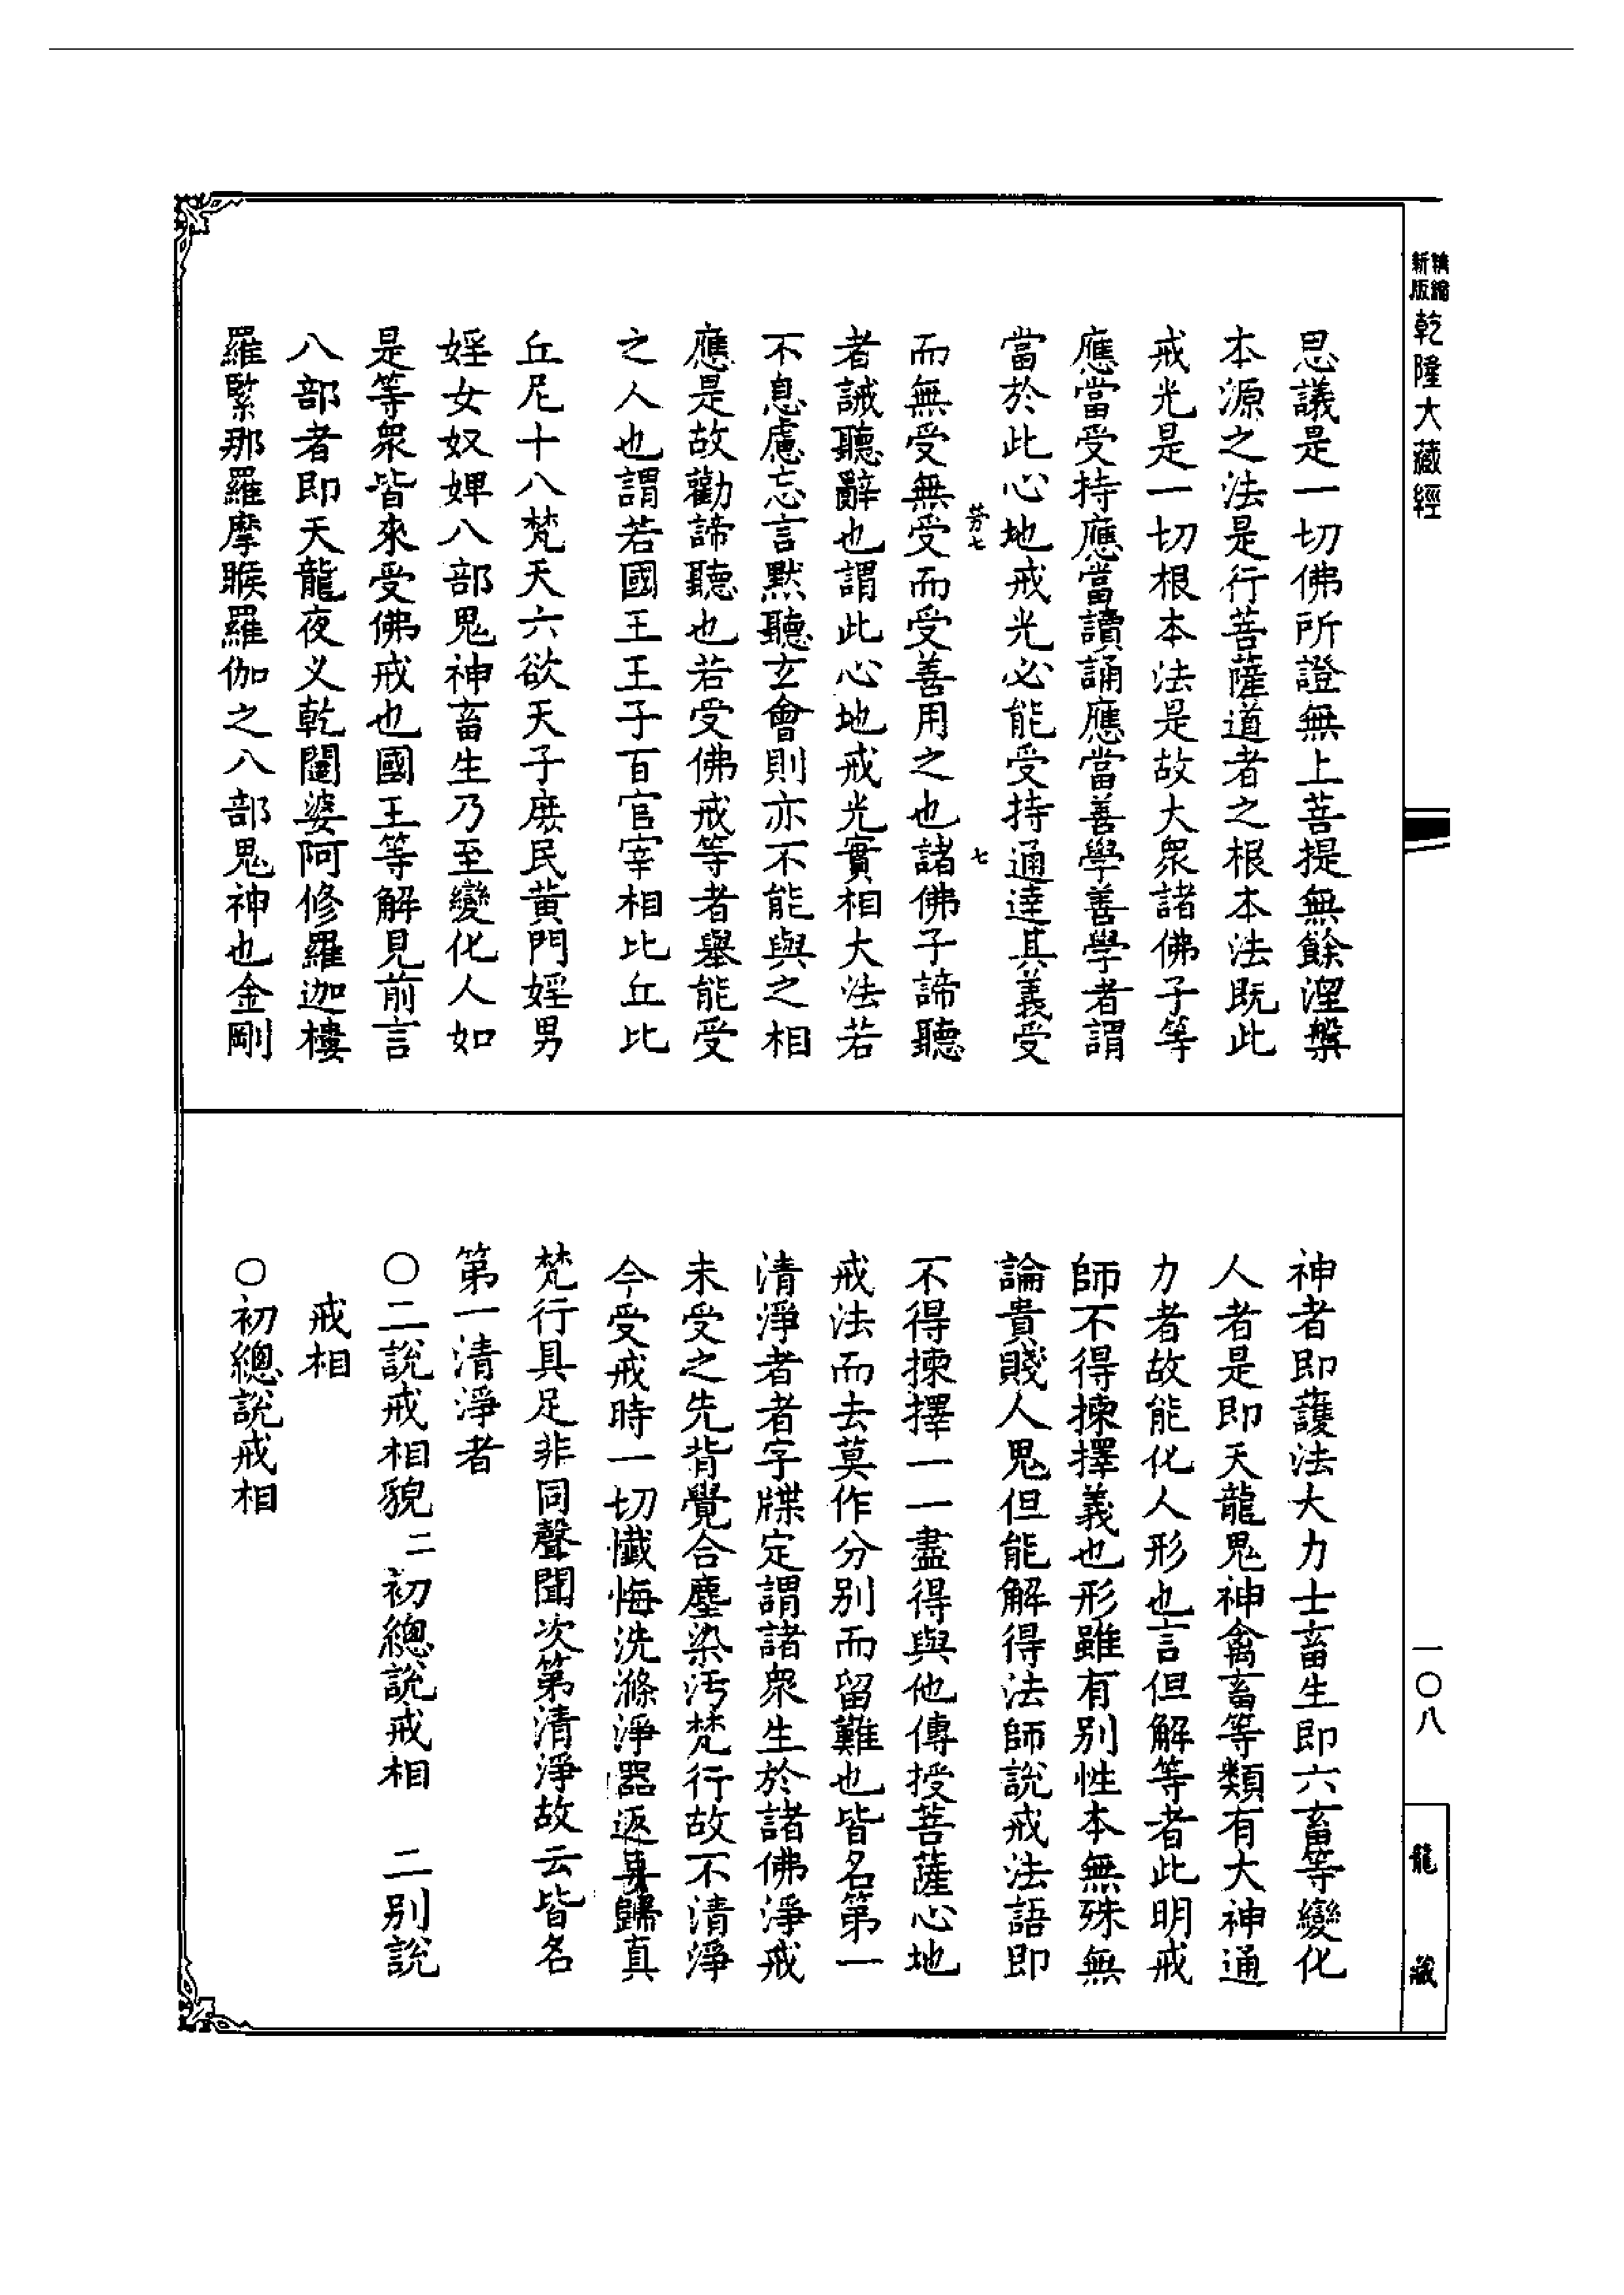 精縮
新版
乾隆大藏經
思議是一切佛所證無上菩提無餘涅槃
本源之法是行菩薩道者之根本法既此
戒光是一切根本法是故大衆諸佛子等
應當受持應當讀誦應當善學善學者謂
當於此心地戒光必能受持通達其義受
勞七
七
而無受無受而受善用之也諸佛子諦聽
者誡聽辭也謂此心地戒光實相大法若
不息慮忘言默聽玄會則亦不能與之相
應是故勸諦聽也若受佛戒等者舉能受
之人也謂若國王王子百官宰相比丘比
丘尼十八梵天六欲天子庶民黃門婬男
婬女奴婢八部鬼神畜生乃至變化人如
是等衆皆來受佛戒也國王等解見前言
八部者即天龍夜叉乾闥婆阿修羅迦樓
羅緊那羅摩睺羅伽之八部鬼神也金剛
神者即護法大力士畜生即六畜等變化
人者是即天龍鬼神禽畜等類有大神通
力者故能化人形也言但解等者此明戒
師不得揀擇義也形雖有別性本無殊無
論貴賤人鬼但能解得法師說戒法語即
不得揀擇一一盡得與他傳授菩薩心地
戒法而去莫作分別而留難也皆名第一
清淨者者字牒定謂諸衆生於諸佛淨戒
未受之先背覺合塵染汚梵行故不清淨
今受戒時一切懺悔洗滌淨器返妄歸真
梵行具足非同聲聞次第清淨故云皆名
第一清淨者
○二說戒相貌二初總說戒相　二別說
戒相
○初總說戒相
一〇八
龍藏